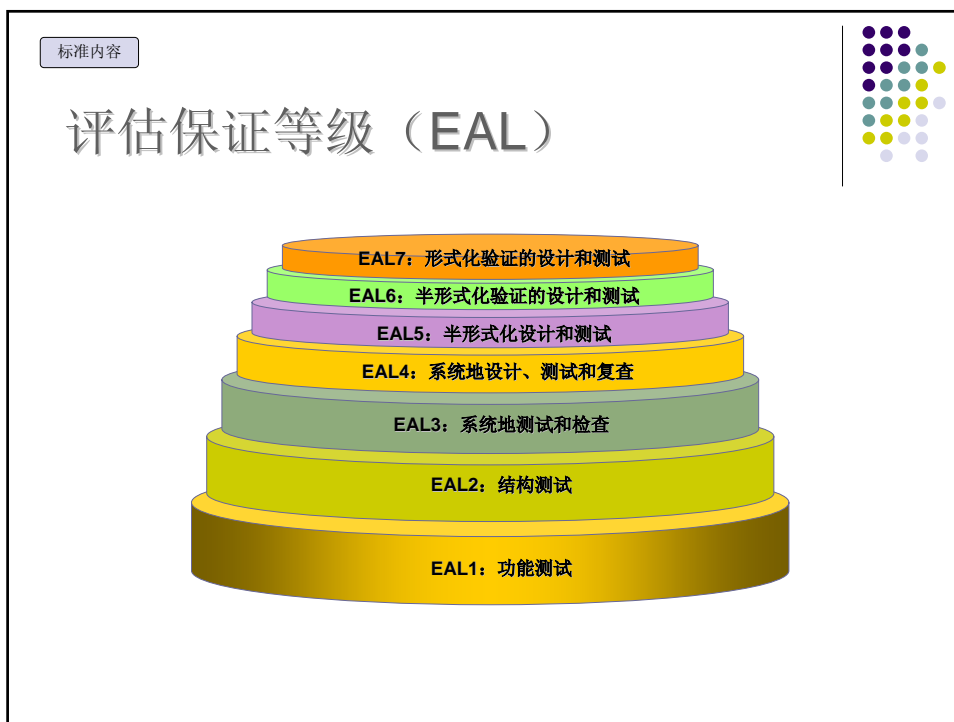 标准内容
评估保证等级（EAL）
EAL7：形式化验证的设计和测试
EAL6：半形式化验证的设计和测试
EAL5：半形式化设计和测试
EAL4：系统地设计、测试和复查
EAL3：系统地测试和检查
EAL2：结构测试
EAL1：功能测试